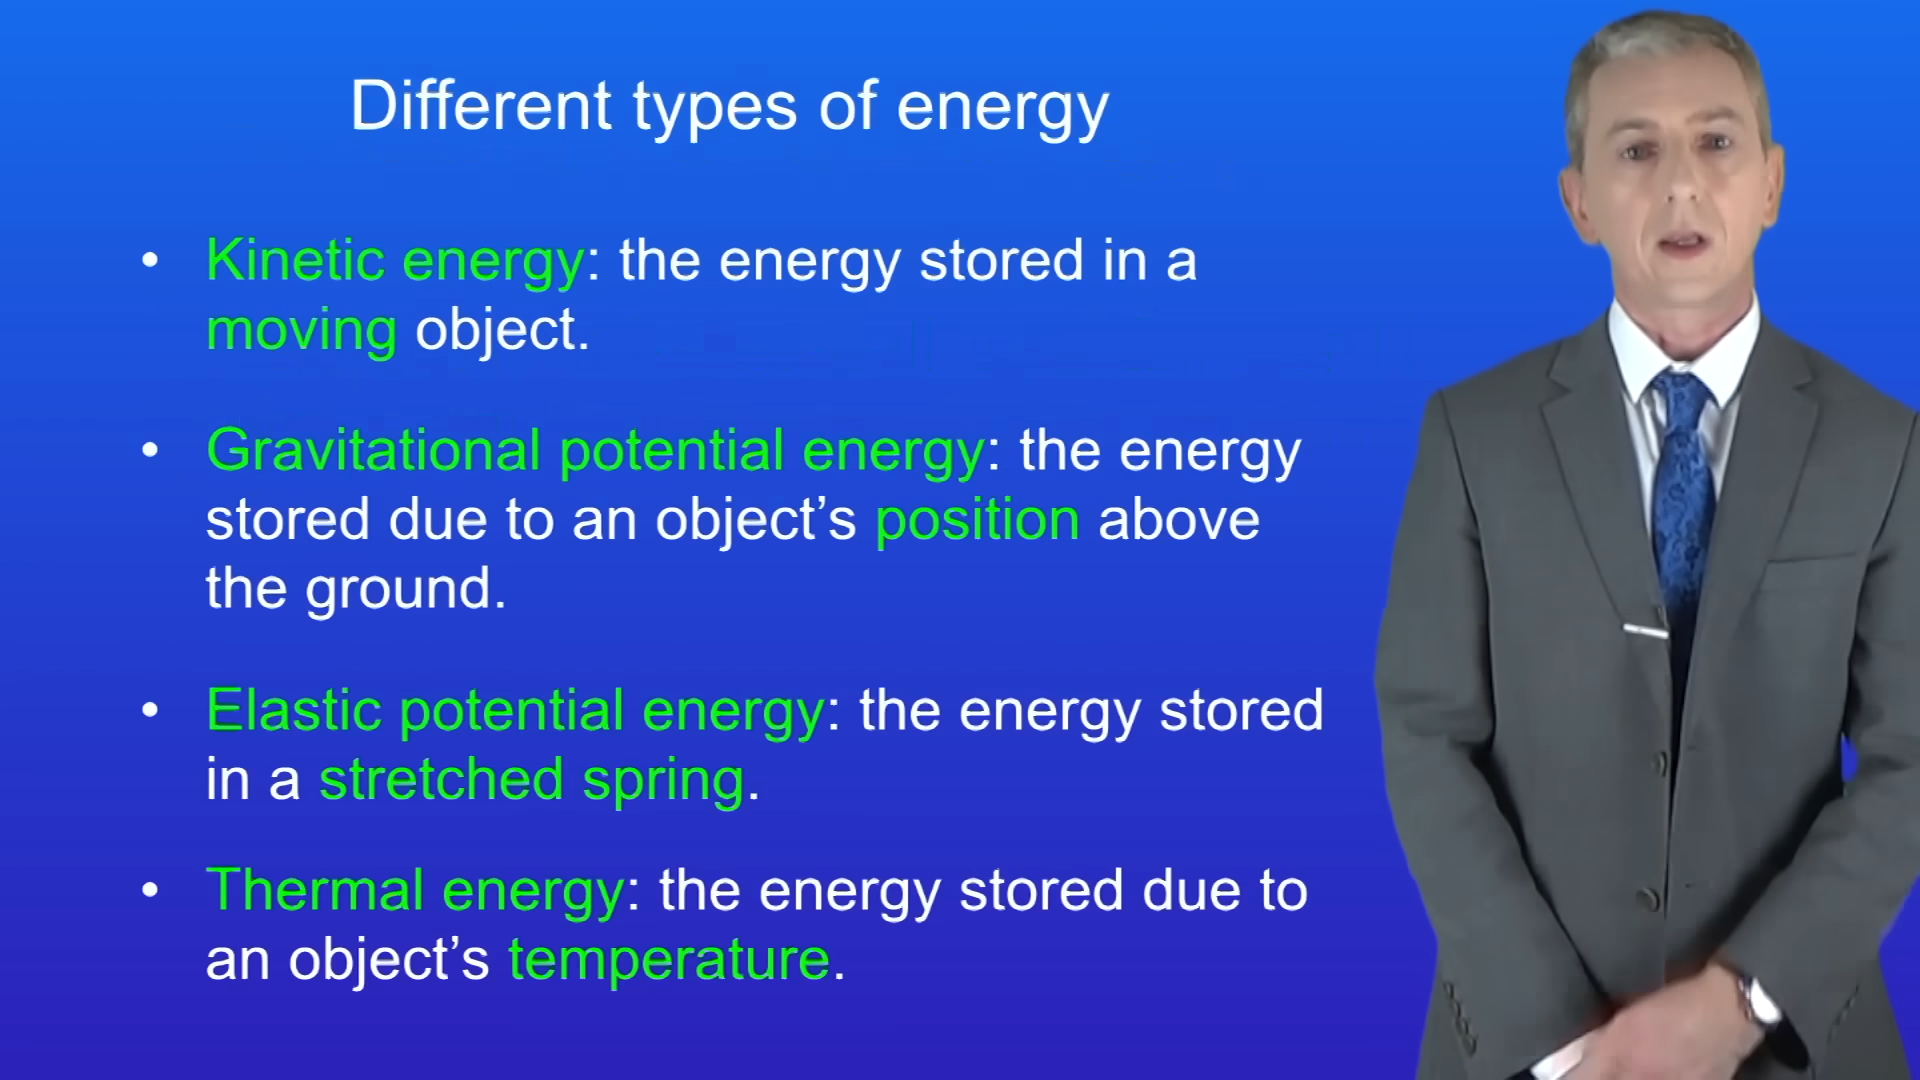 Different types of energy
• Kinetic energy: the energy stored in a
moving object.
• Gravitational potential energy: the energy
stored due to an object’s position above
the ground.
• Elastic potential energy: the energy stored
in a stretched spring.
• Thermal energy: the energy stored due to
an object’s temperature.